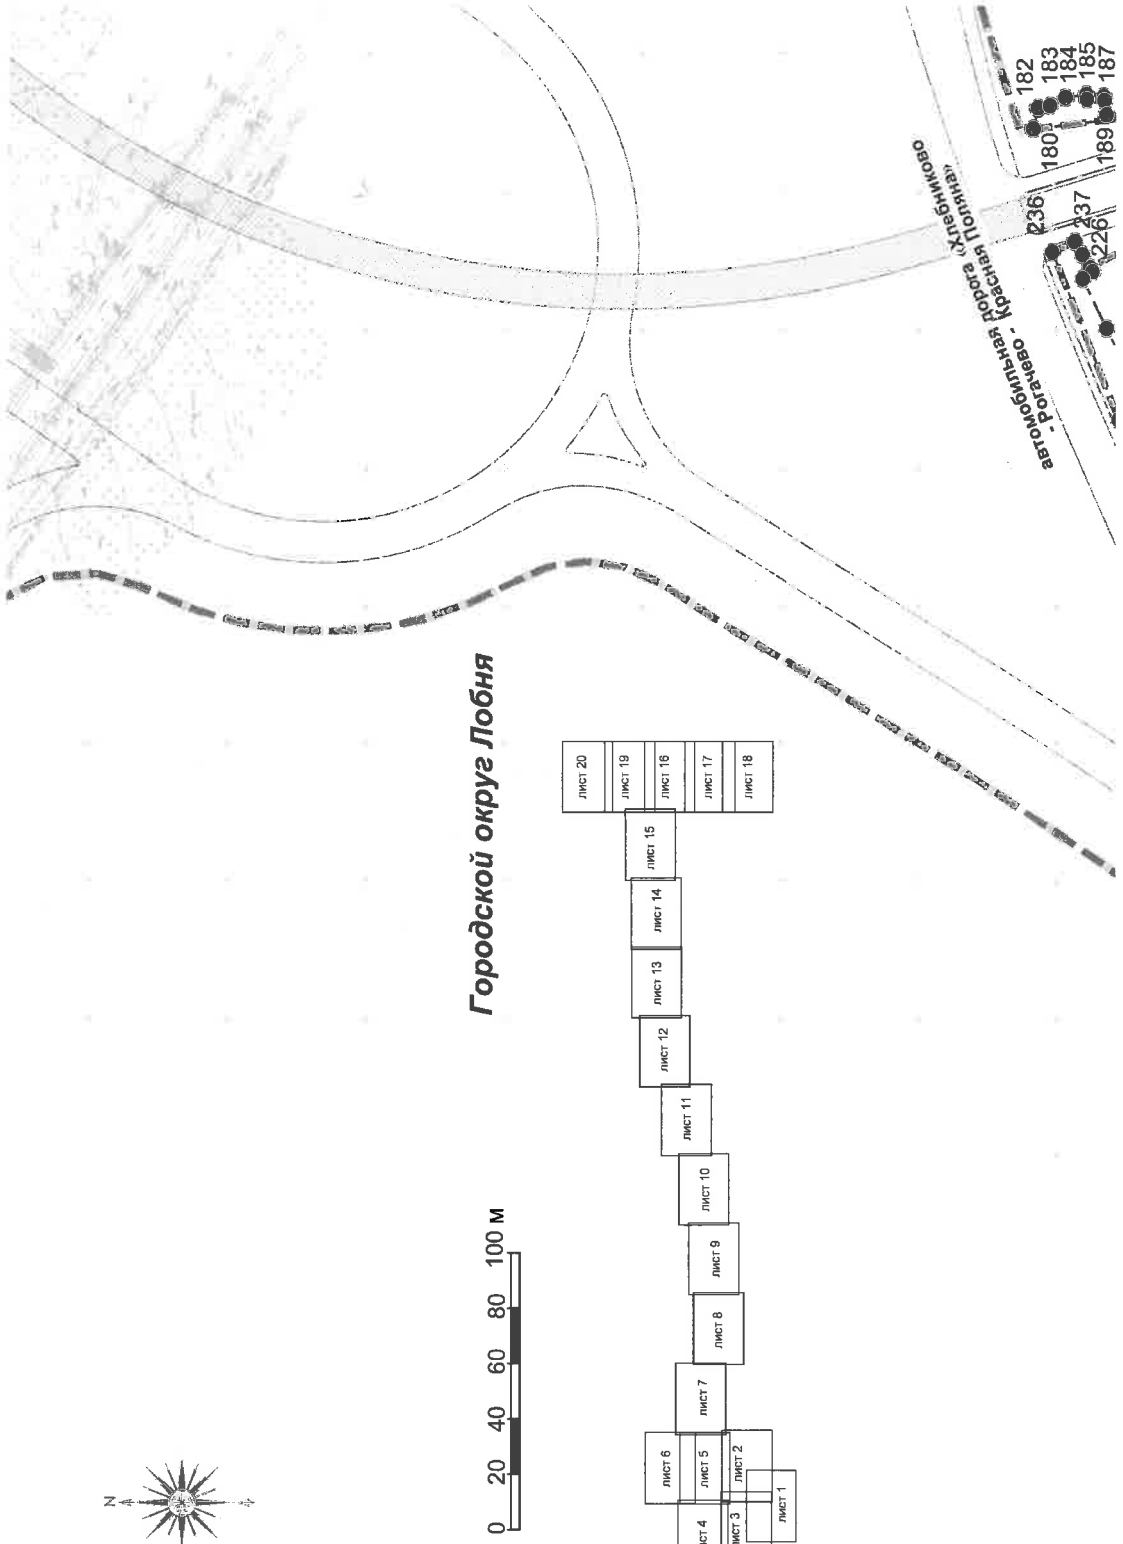 182
183
184
185
187
180
189
236
237
226
автомобильная дорога «Хлебниково
- Рогачево - Красная Поляна»
Городской округ Лобня
лист 20
лист 19
лист 16
лист 17
лист 18
лист 15
лист 14
лист 13
лист 12
лист 11
лист 10
лист 9
лист 8
лист 7
лист 6
лист 5
лист 2
лист 1
ст 4
лист 3
0 20 40 60 80 100 м
N